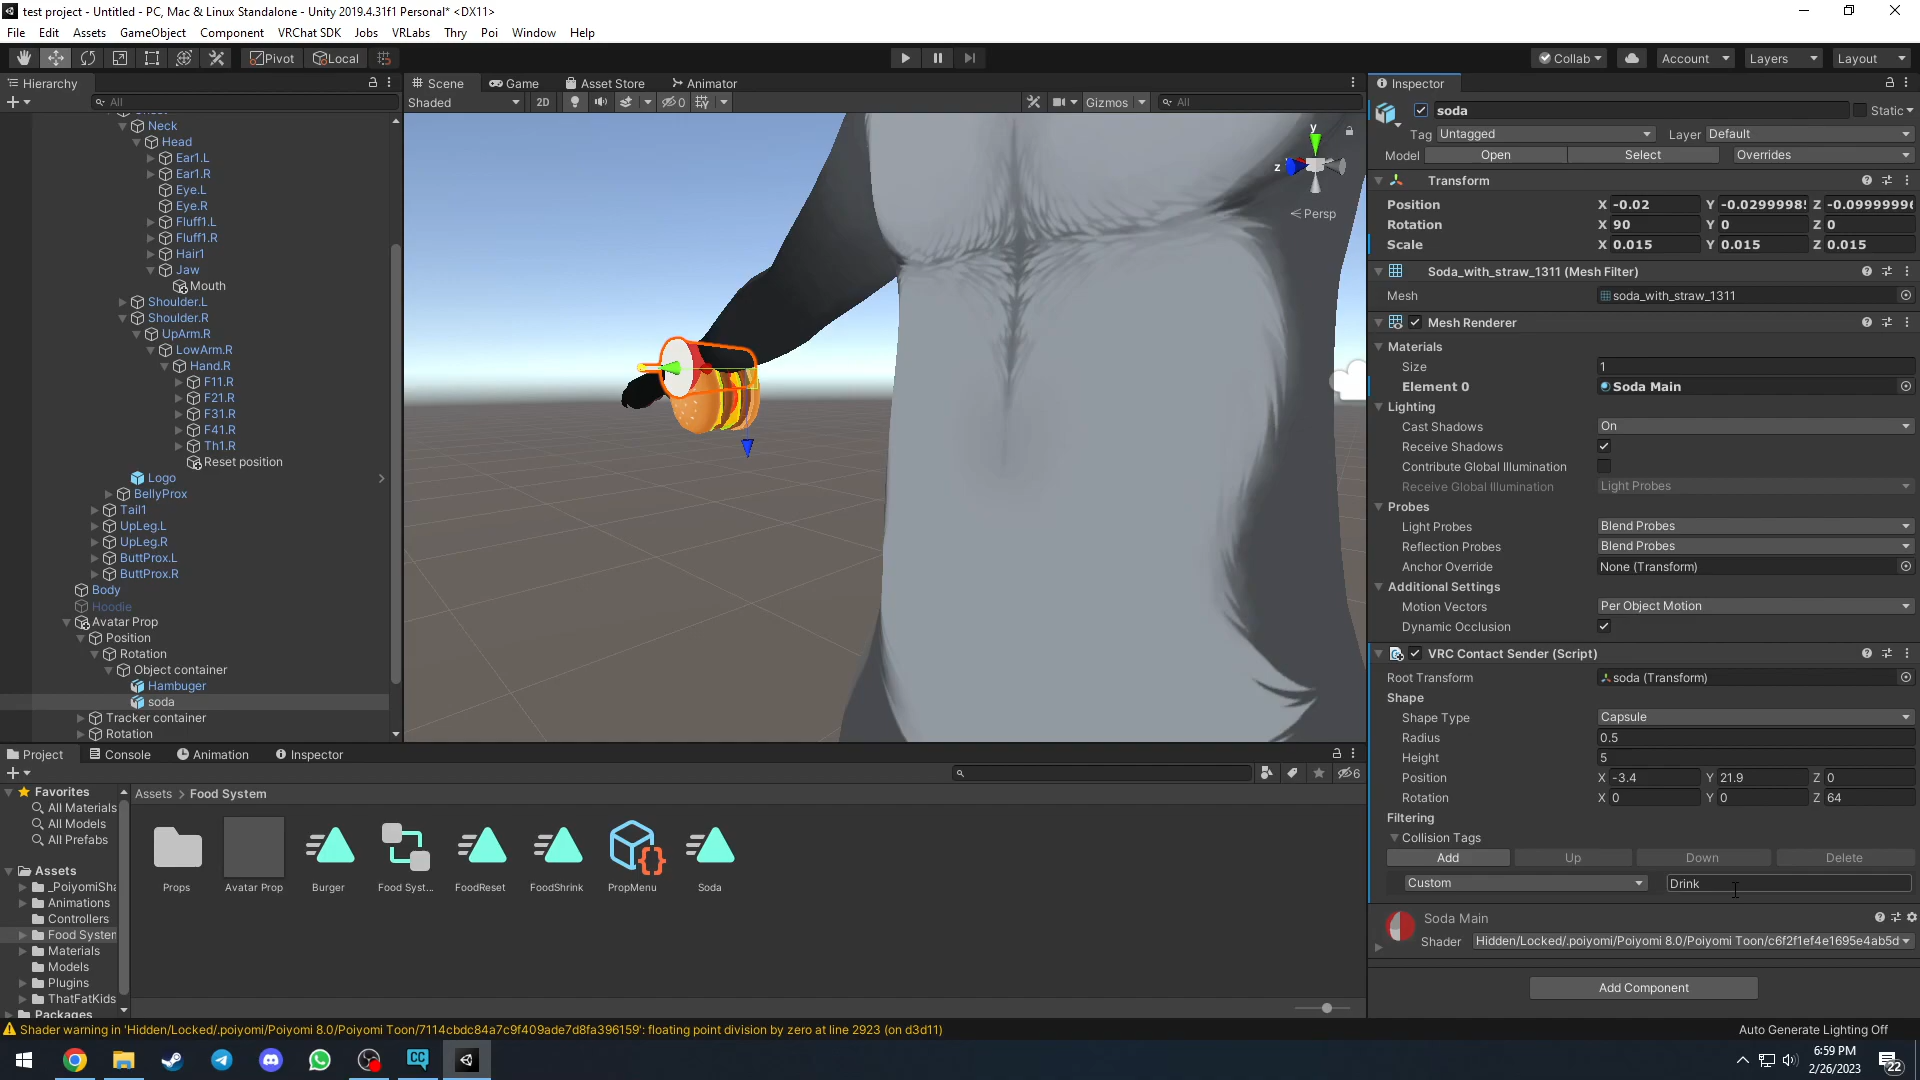 test project - Untitled - PC, Mac & Linux Standalone - Unity 2019.4.31f1 Personal* <DX11>
File Edit Assets GameObject Component VRChat SDK Jobs VRLabs Thry Poi Window Help
Pivot Local Collab Account Layers Layout
Hierarchy
All
Neck
Head
Ear1.L
Ear1.R
Eye.L
Eye.R
Fluff1.L
Fluff1.R
Hair1
Jaw
Mouth
Shoulder.L
Shoulder.R
UpArm.R
LowArm.R
Hand.R
F11.R
F21.R
F31.R
F41.R
Th1.R
Reset position
Logo
BellyProx
Tail1
UpLeg.L
UpLeg.R
ButtProx.L
ButtProx.R
Body
Hoodie
Avatar Prop
Position
Rotation
Object container
Hambuger
soda
Tracker container
Rotation
Scene Game Asset Store Animator
Shaded 2D 0 Gizmos All
y
z
Persp
Inspector
soda Static
Tag Untagged Layer Default
Model Open Select Overrides
Transform
Position X -0.02 Y -0.0299998 Z -0.0999999
Rotation X 90 Y 0 Z 0
Scale X 0.015 Y 0.015 Z 0.015
Soda_with_straw_1311 (Mesh Filter)
Mesh soda_with_straw_1311
Mesh Renderer
Materials
Size 1
Element 0 Soda Main
Lighting
Cast Shadows On
Receive Shadows
Contribute Global Illumination
Receive Global Illumination Light Probes
Probes
Light Probes Blend Probes
Reflection Probes Blend Probes
Anchor Override None (Transform)
Additional Settings
Motion Vectors Per Object Motion
Dynamic Occlusion
VRC Contact Sender (Script)
Root Transform soda (Transform)
Shape
Shape Type Capsule
Radius 0.5
Height 5
Position X -3.4 Y 21.9 Z 0
Rotation X 0 Y 0 Z 64
Filtering
Collision Tags
Add Up Down Delete
Custom Drink
Soda Main
Shader Hidden/Locked/.poiyomi/Poiyomi 8.0/Poiyomi Toon/c6f2f1ef4e1695e4ab5d
Add Component
Project Console Animation Inspector
6
Favorites
All Materials
All Models
All Prefabs
Assets
_PoiyomiSha
Animations
Controllers
Food System
Materials
Models
Plugins
ThatFatKids
Packages
Assets > Food System
Props Avatar Prop Burger Food Syst... FoodReset FoodShrink PropMenu Soda
Shader warning in 'Hidden/Locked/.poiyomi/Poiyomi 8.0/Poiyomi Toon/7114cbdc84a7c9f409ade7d8fa396159': floating point division by zero at line 2923 (on d3d11)
Auto Generate Lighting Off
CC
6:59 PM
2/26/2023
22